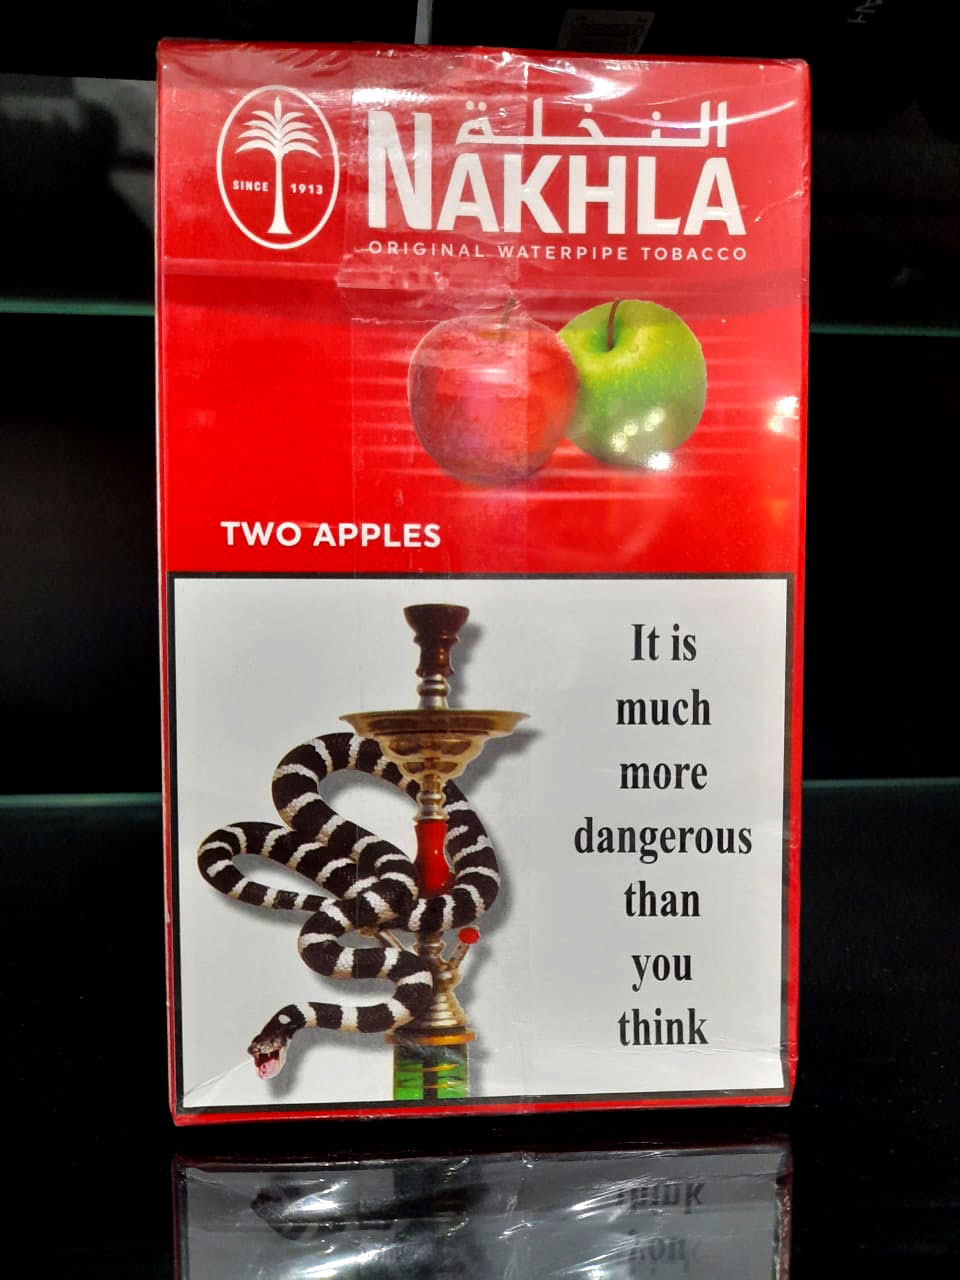 النخلة
NAKHLA
SINCE 1913
ORIGINAL WATERPIPE TOBACCO
TWO APPLES
It is
much
more
dangerous
than
you
think